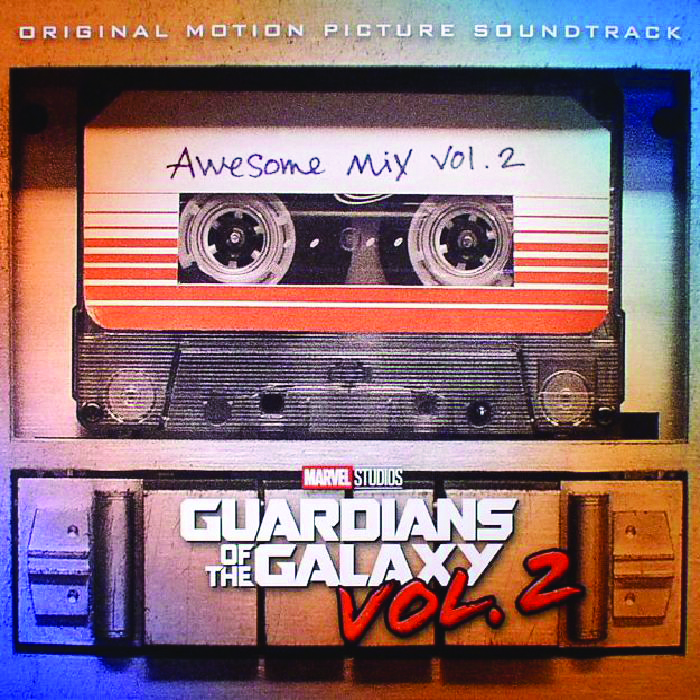 ORIGINAL MOTION PICTURE SOUNDTRACK
Awesome Mix Vol. 2
MARVEL STUDIOS
GUARDIANS
OF THE GALAXY
VOL. 2